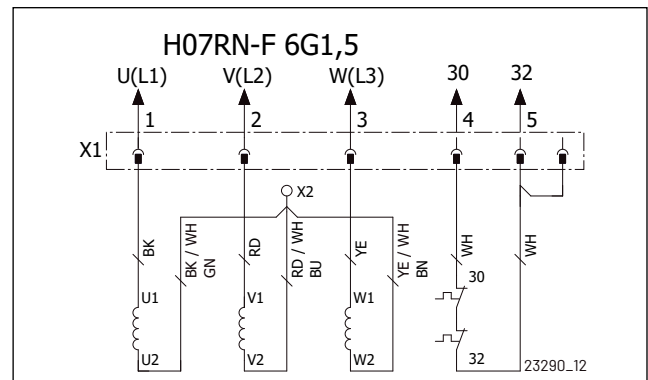 H07RN-F 6G1,5
U(L1) V(L2) W(L3) 30 32
1 2 3 4 5
X1
X2
BK BK / WH GN RD RD / WH BU YE YE / WH BN WH WH
30
U1 V1 W1
U2 V2 W2 32
23290_12